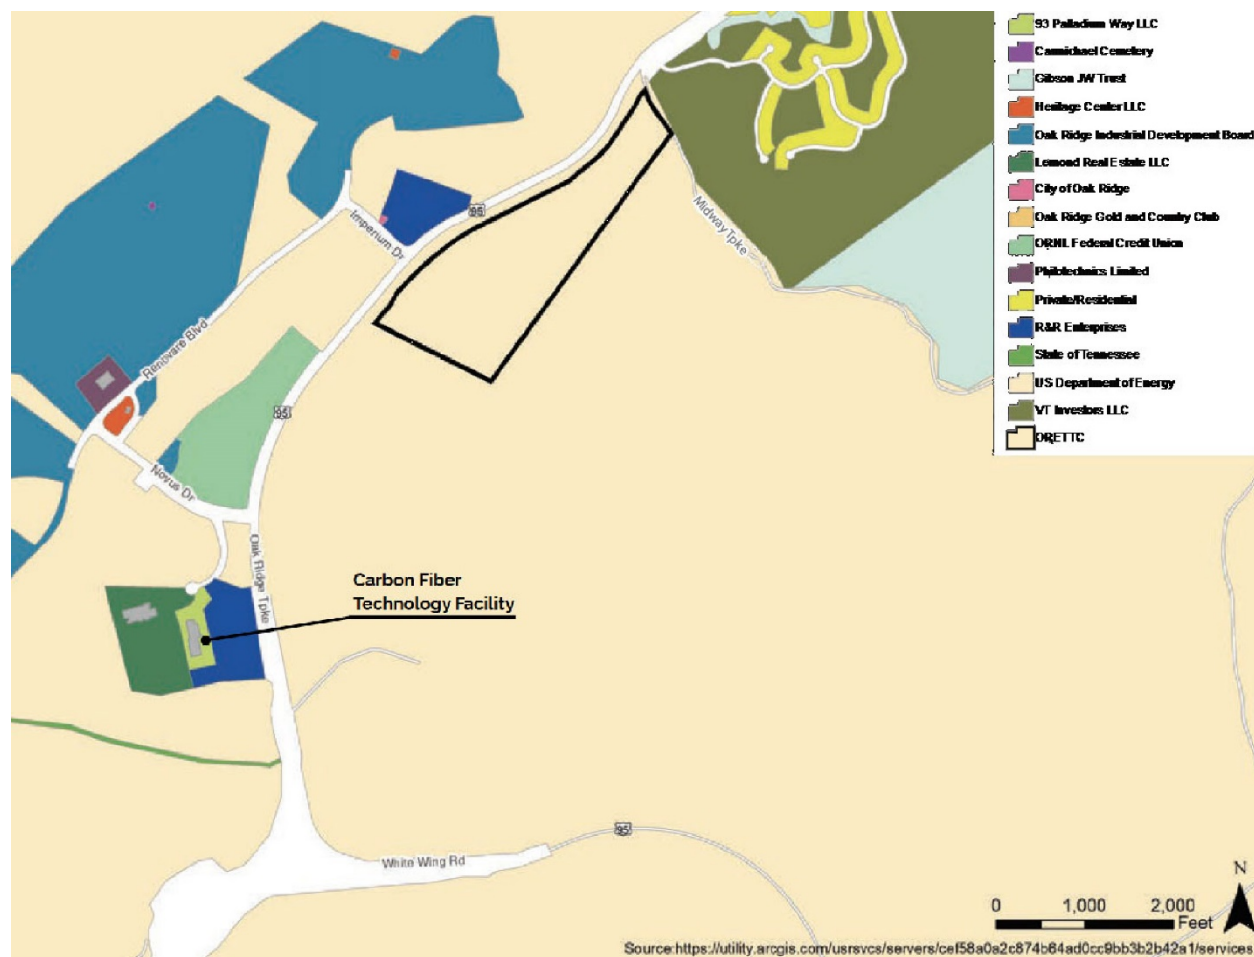 93 Palladium Way LLC
Carmichael Cemetery
Gibson JW Trust
Heritage Center LLC
Oak Ridge Industrial Development Board
Lemond Real Estate LLC
City of Oak Ridge
Oak Ridge Gold and Country Club
ORNL Federal Credit Union
Philotechnics Limited
Private/Residential
R&R Enterprises
State of Tennessee
US Department of Energy
VT Investors LLC
ORETTC
Imperium Dr
95
Midway Tpke
Renovare Blvd
95
Novus Dr
Oak Ridge Tpke
Carbon Fiber
Technology Facility
95
White Wing Rd
N
0 1,000 2,000
Feet
Source:https://utility.arcgis.com/usrsvcs/servers/cef58a0a2c874b64ad0cc9bb3b2b42a1/services